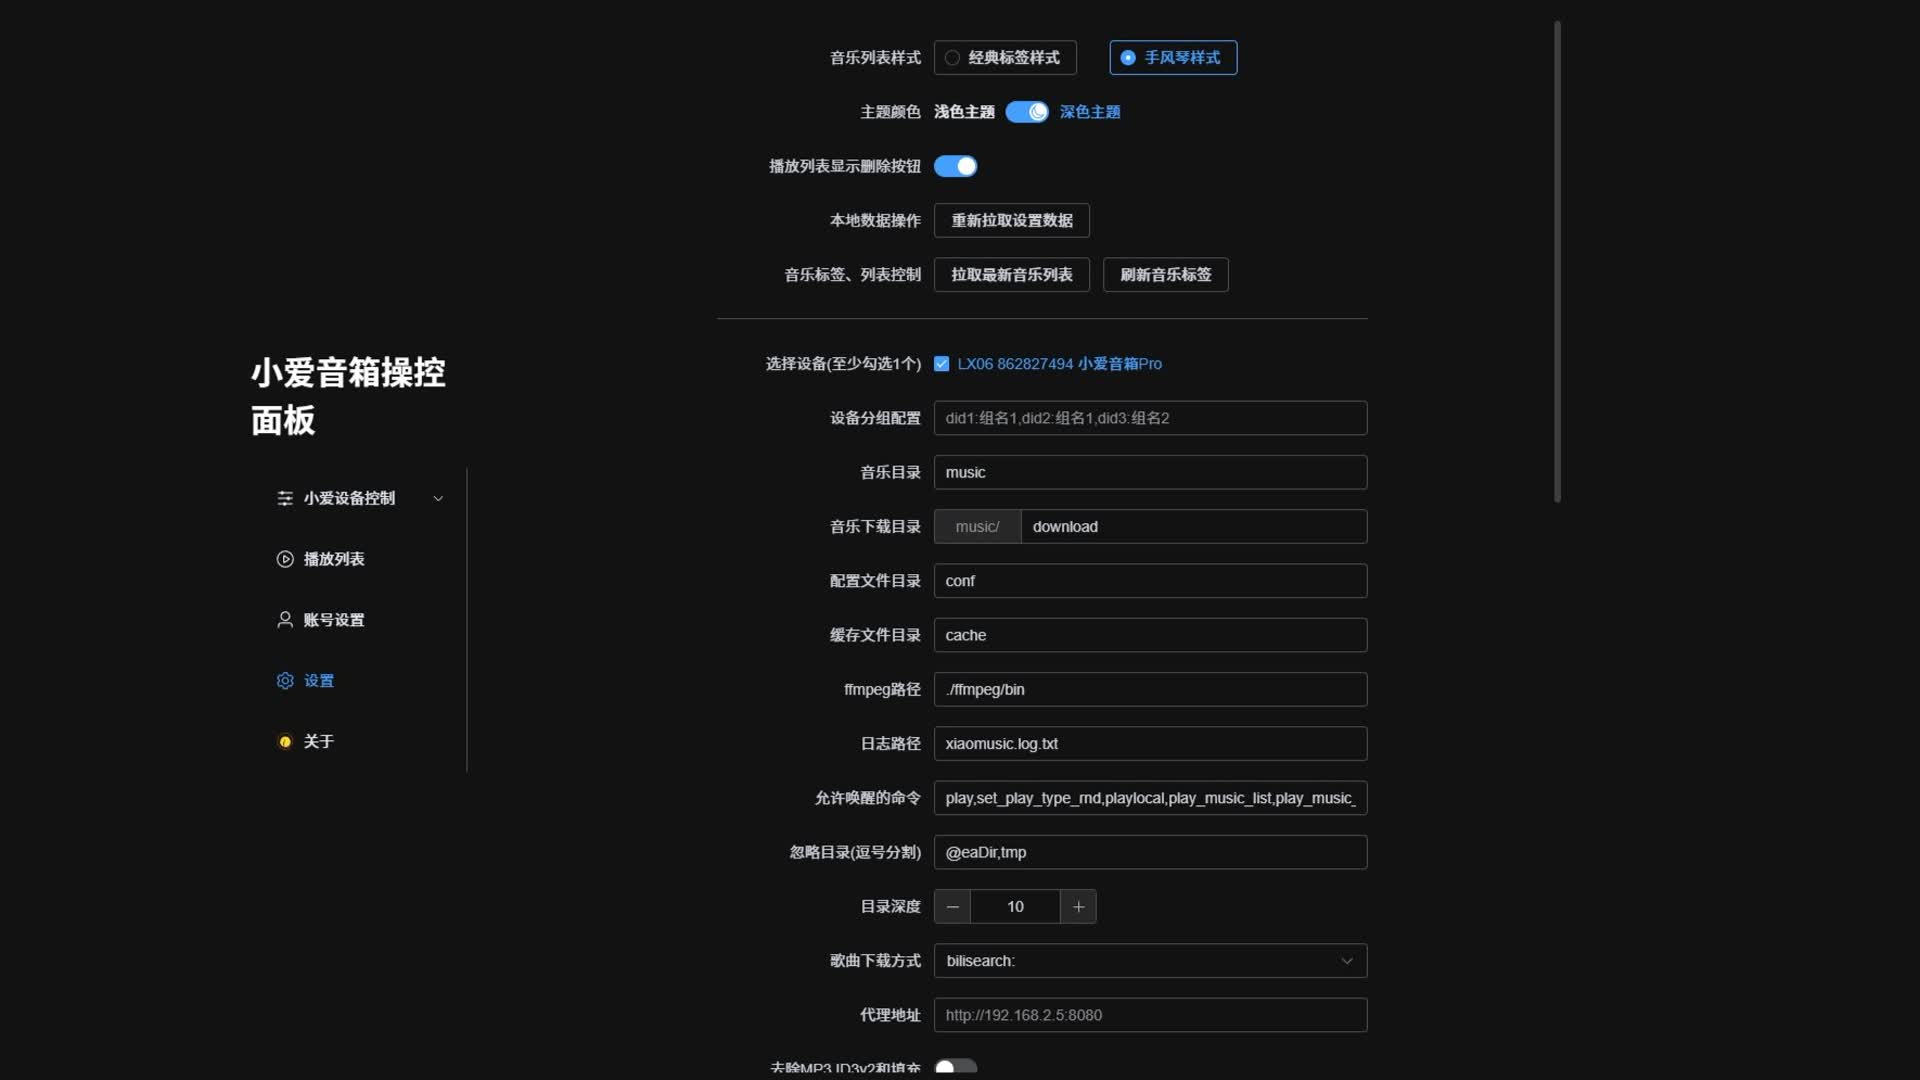 小爱音箱操控
面板
小爱设备控制
播放列表
账号设置
设置
关于
音乐列表样式 经典标签样式 手风琴样式
主题颜色 浅色主题 深色主题
播放列表显示删除按钮
本地数据操作 重新拉取设置数据
音乐标签、列表控制 拉取最新音乐列表 刷新音乐标签
选择设备(至少勾选1个) LX06 862827494 小爱音箱Pro
设备分组配置 did1:组名1,did2:组名1,did3:组名2
音乐目录 music
音乐下载目录 music/ download
配置文件目录 conf
缓存文件目录 cache
ffmpeg路径 ./ffmpeg/bin
日志路径 xiaomusic.log.txt
允许唤醒的命令 play,set_play_type_rnd,playlocal,play_music_list,play_music_
忽略目录(逗号分割) @eaDir,tmp
目录深度 10
歌曲下载方式 bilisearch:
代理地址 http://192.168.2.5:8080
去除MP3 ID3v2和填充